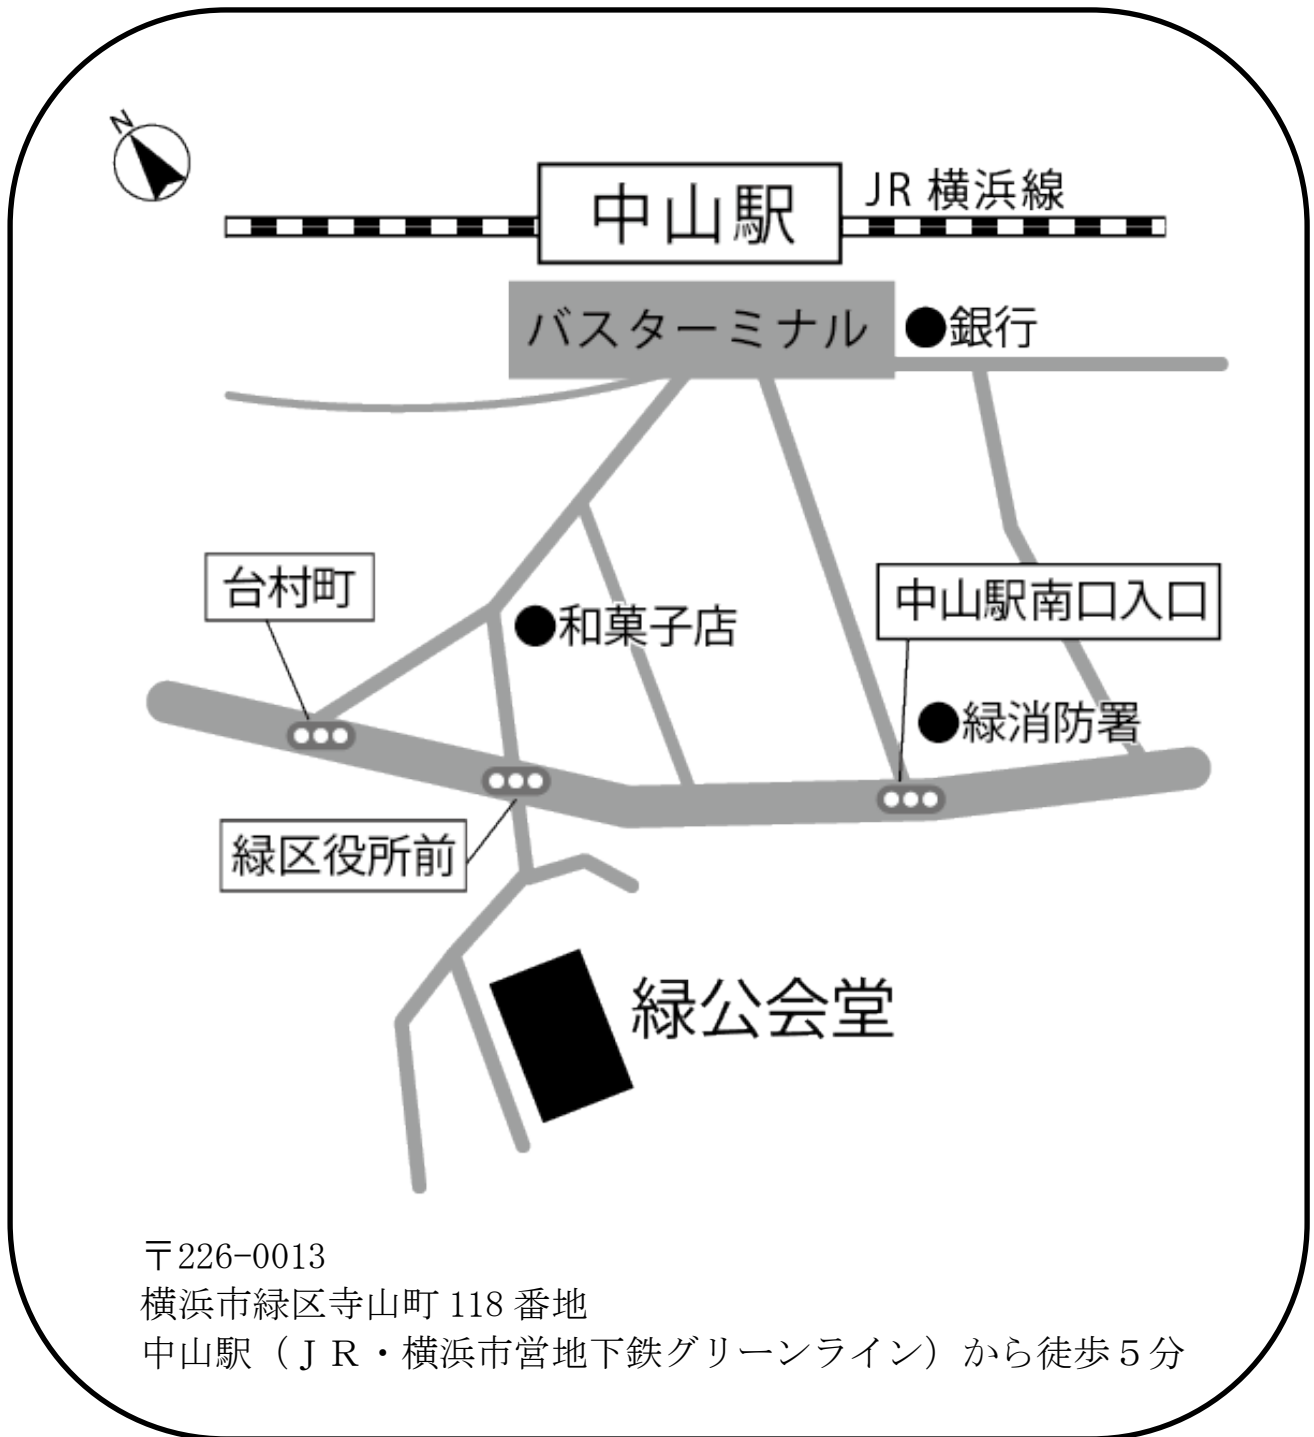 N
中山駅
JR 横浜線
バスターミナル
●銀行
台村町
●和菓子店
中山駅南口入口
●緑消防署
緑区役所前
緑公会堂
〒226-0013
横浜市緑区寺山町 118 番地
中山駅（ＪＲ・横浜市営地下鉄グリーンライン）から徒歩５分